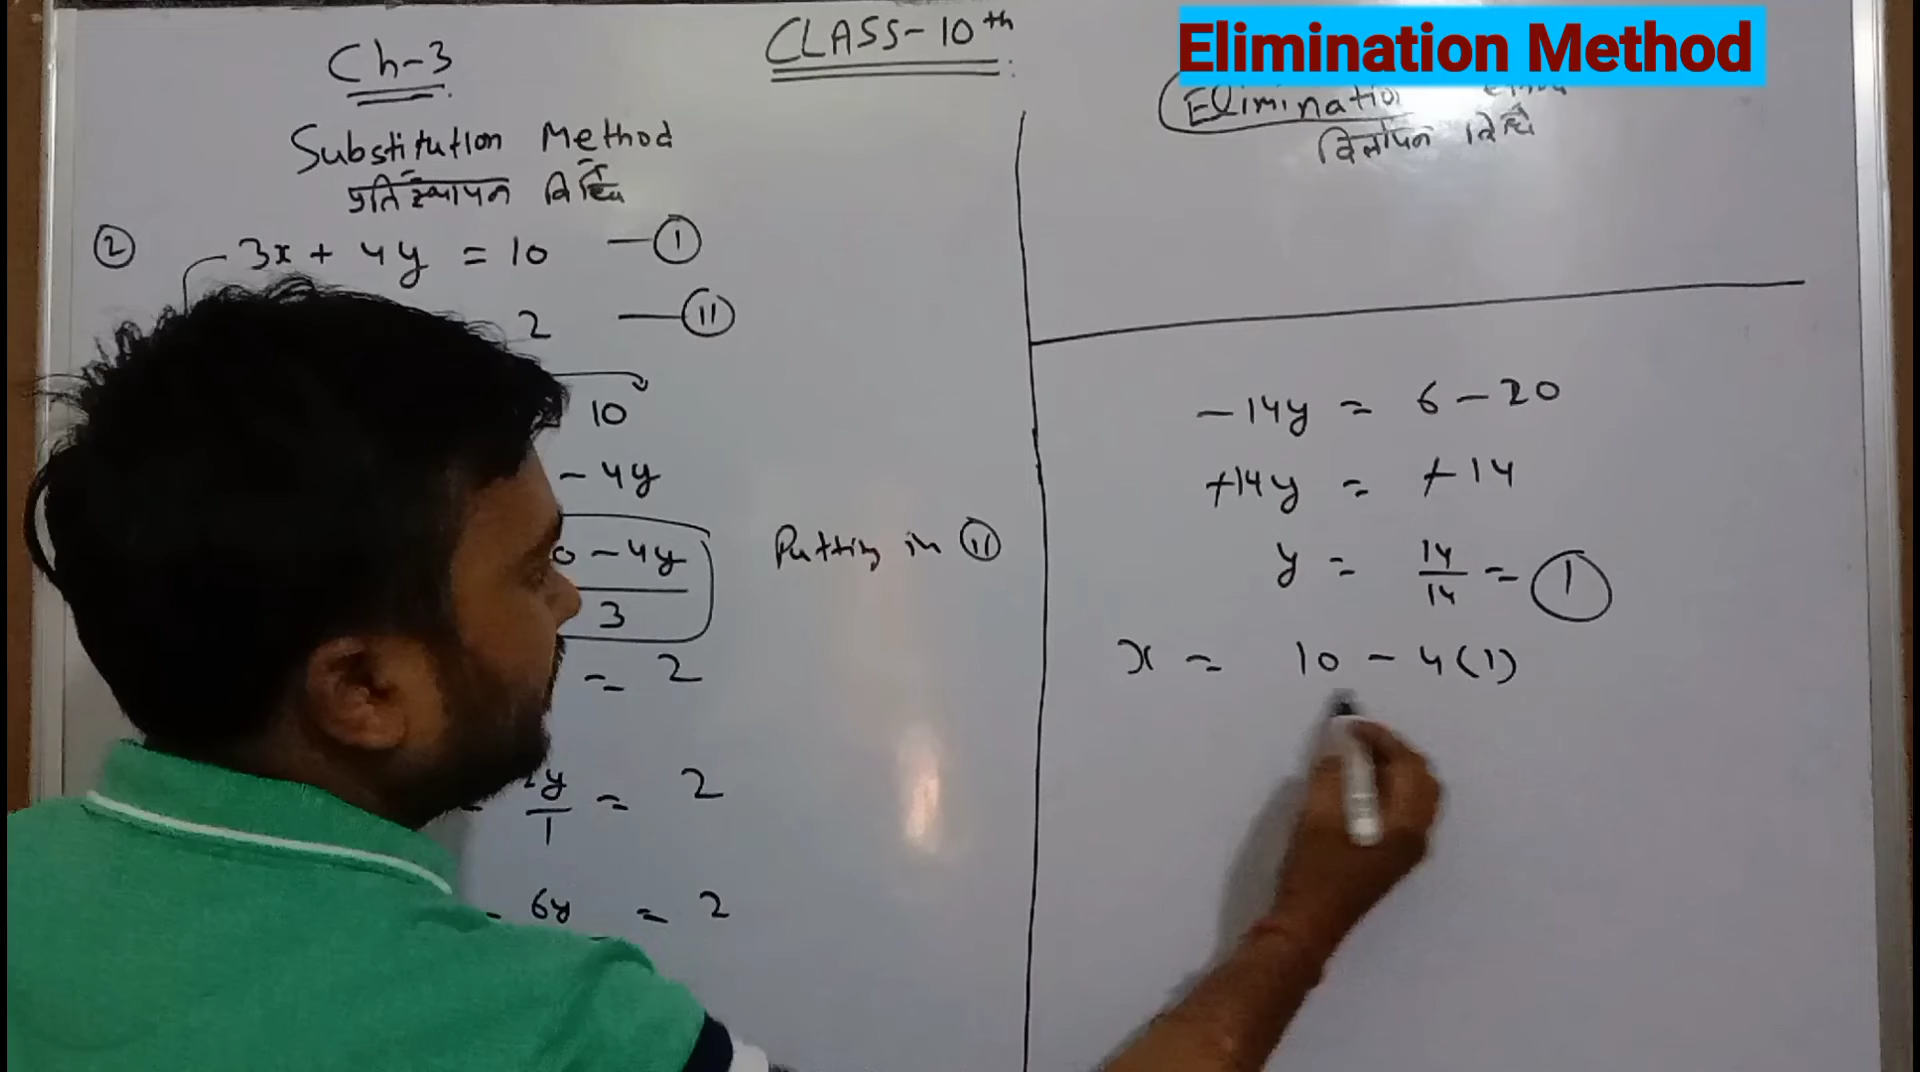 Elimination Method
CLASS-10th
Ch-3
Substitution Method
प्रतिस्थापन विधि
② 3x + 4y = 10 — Ⓘ
2 — ⑪
10
- 4y
- 4y
3
Putting in ⑪
= 2
2y/1 = 2
- 6y = 2
Elimination
विलोपन विधि
-14y = 6 - 20
+14y = +14
y = 14/14 = ①
x = 10 - 4(1)